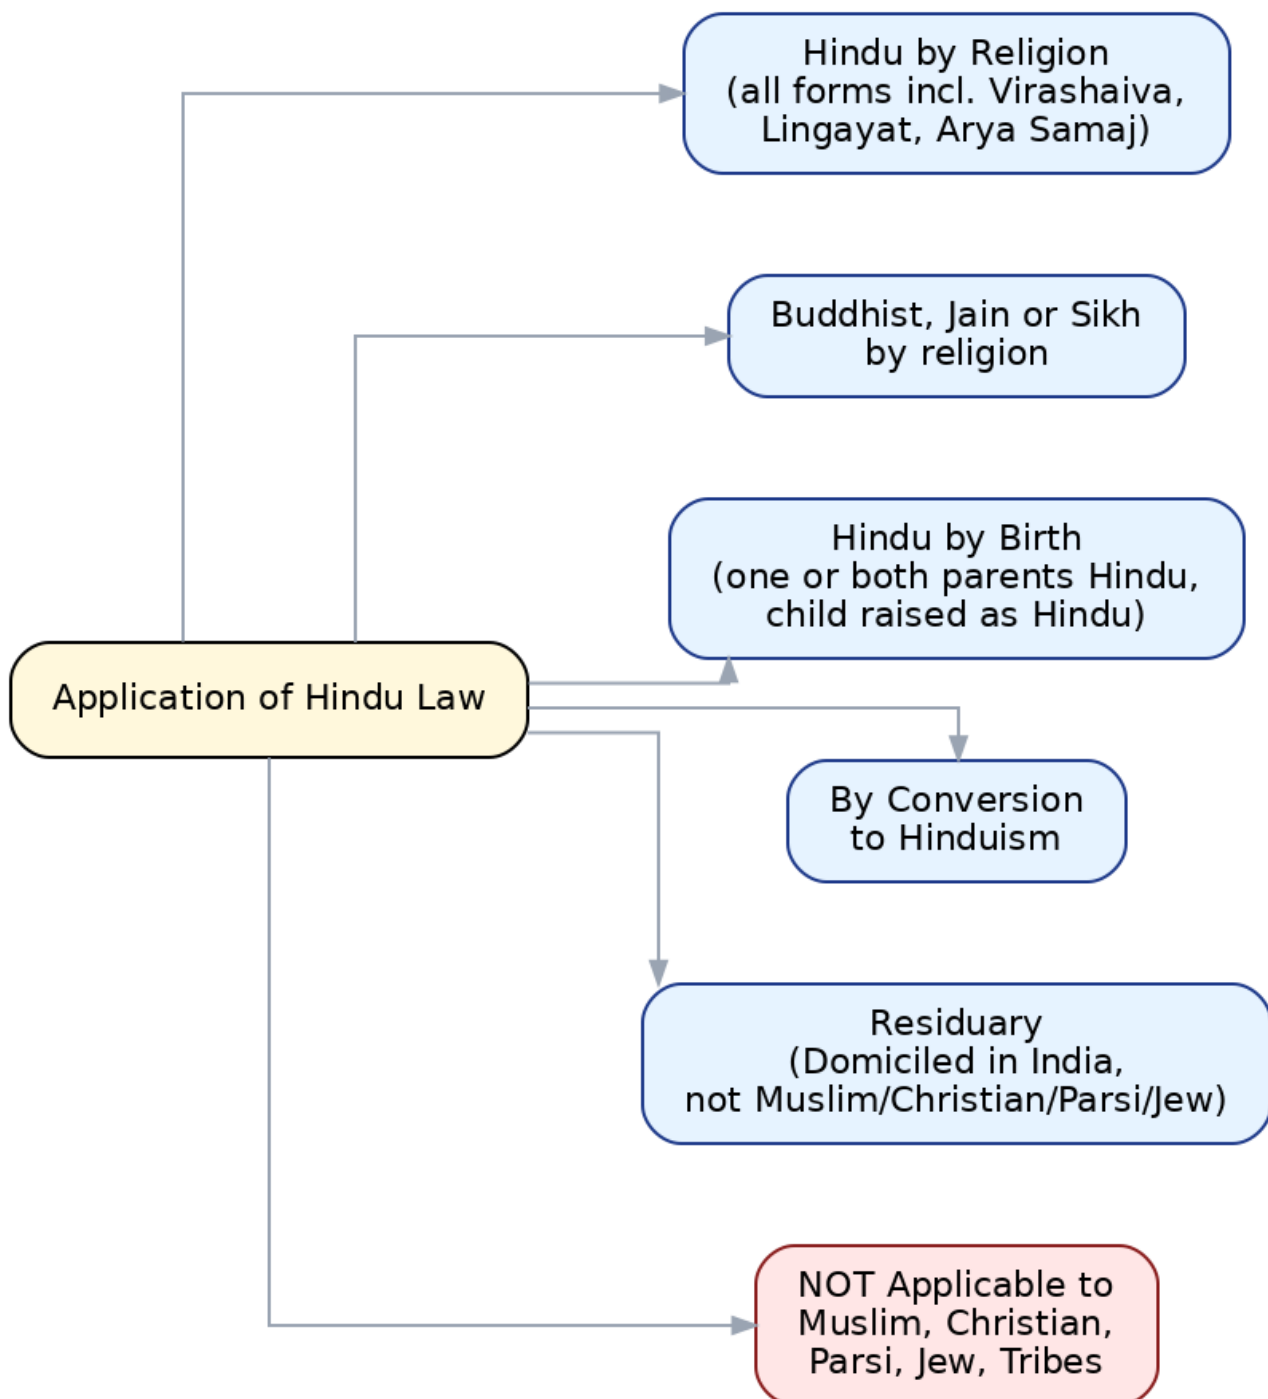 Hindu by Religion
(all forms incl. Virashaiva,
Lingayat, Arya Samaj)
Buddhist, Jain or Sikh
by religion
Hindu by Birth
(one or both parents Hindu,
child raised as Hindu)
Application of Hindu Law
By Conversion
to Hinduism
Residuary
(Domiciled in India,
not Muslim/Christian/Parsi/Jew)
NOT Applicable to
Muslim, Christian,
Parsi, Jew, Tribes